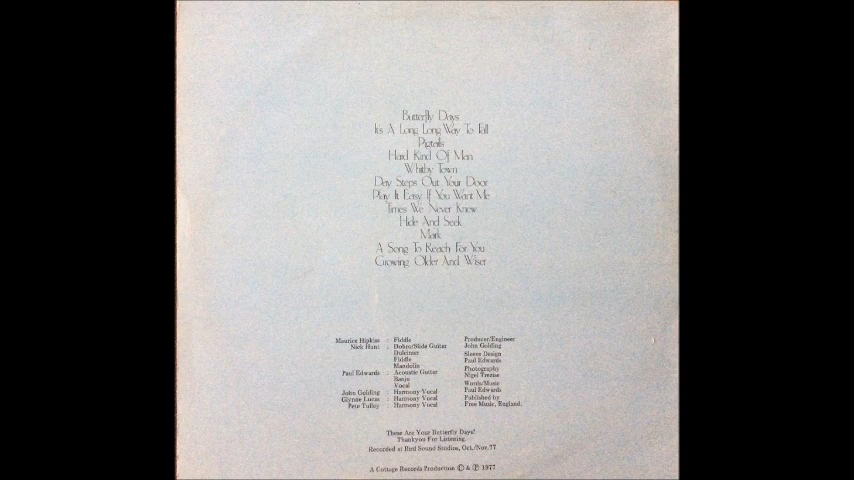 Butterfly Days
It's A Long Long Way To Fall
Pigtails
Hard Kind Of Man
Whitby Town
Day Steps Out Your Door
Play It Easy If You Want Me
Times We Never Knew
Hide And Seek
Mark
A Song To Reach For You
Growing Older And Wiser
Maurice Hipkiss : Fiddle
Nick Hunt : Dobro/Slide Guitar
Dulcimer
Fiddle
Mandolin
Paul Edwards : Acoustic Guitar
Banjo
Vocal
John Golding : Harmony Vocal
Glynne Lucas : Harmony Vocal
Pete Tulley : Harmony Vocal
Producer/Engineer
John Golding
Sleeve Design
Paul Edwards
Photography
Nigel Trezise
Words/Music
Paul Edwards
Published by
Free Music, England.
These Are Your Butterfly Days!
Thankyou For Listening.
Recorded at Bird Sound Studios, Oct./Nov. 77
A Cottage Records Production © & ℗ 1977